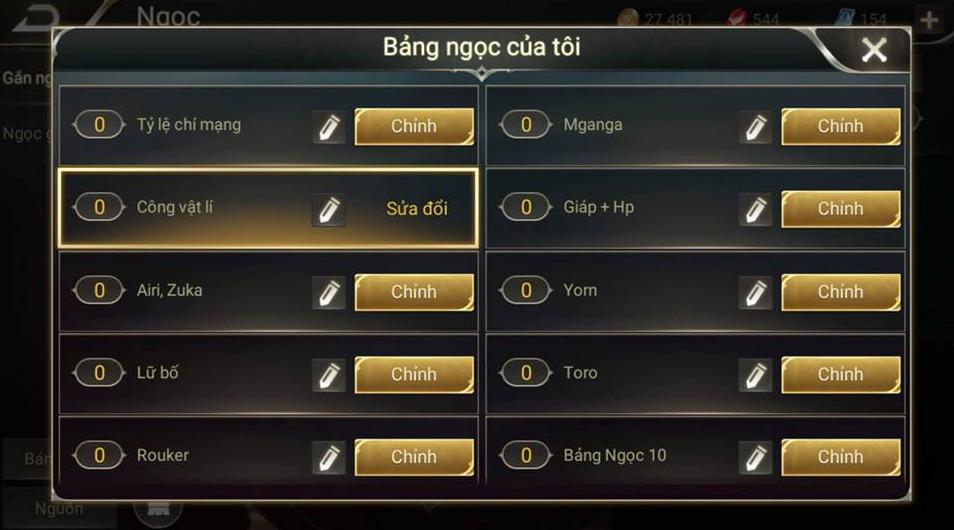 Ngọc
27,481
544
154
Bảng ngọc của tôi
Gắn ng
0 Tỷ lệ chí mạng Chỉnh
0 Mganga Chỉnh
Ngọc
0 Công vật lí Sửa đổi
0 Giáp + Hp Chỉnh
0 Airi, Zuka Chỉnh
0 Yorn Chỉnh
0 Lữ bố Chỉnh
0 Toro Chỉnh
0 Rouker Chỉnh
0 Bảng Ngọc 10 Chỉnh
Nguồn